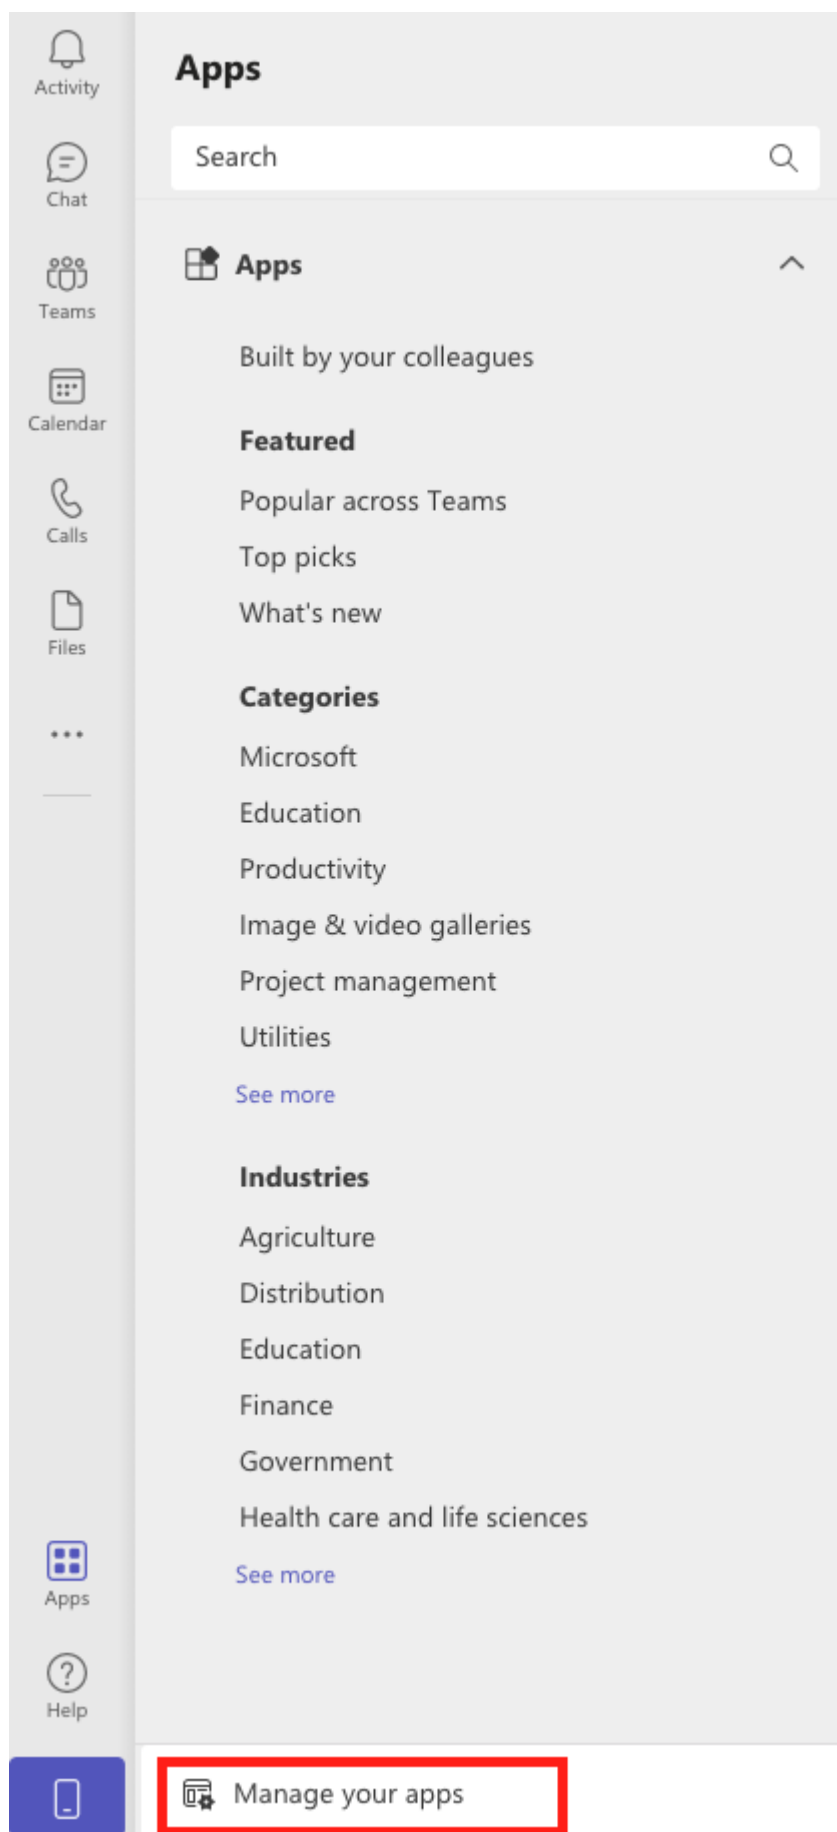 Activity
Chat
Teams
Calendar
Calls
Files
Apps
Help
Apps
Search
Apps
Built by your colleagues
Featured
Popular across Teams
Top picks
What's new
Categories
Microsoft
Education
Productivity
Image & video galleries
Project management
Utilities
See more
Industries
Agriculture
Distribution
Education
Finance
Government
Health care and life sciences
See more
Manage your apps